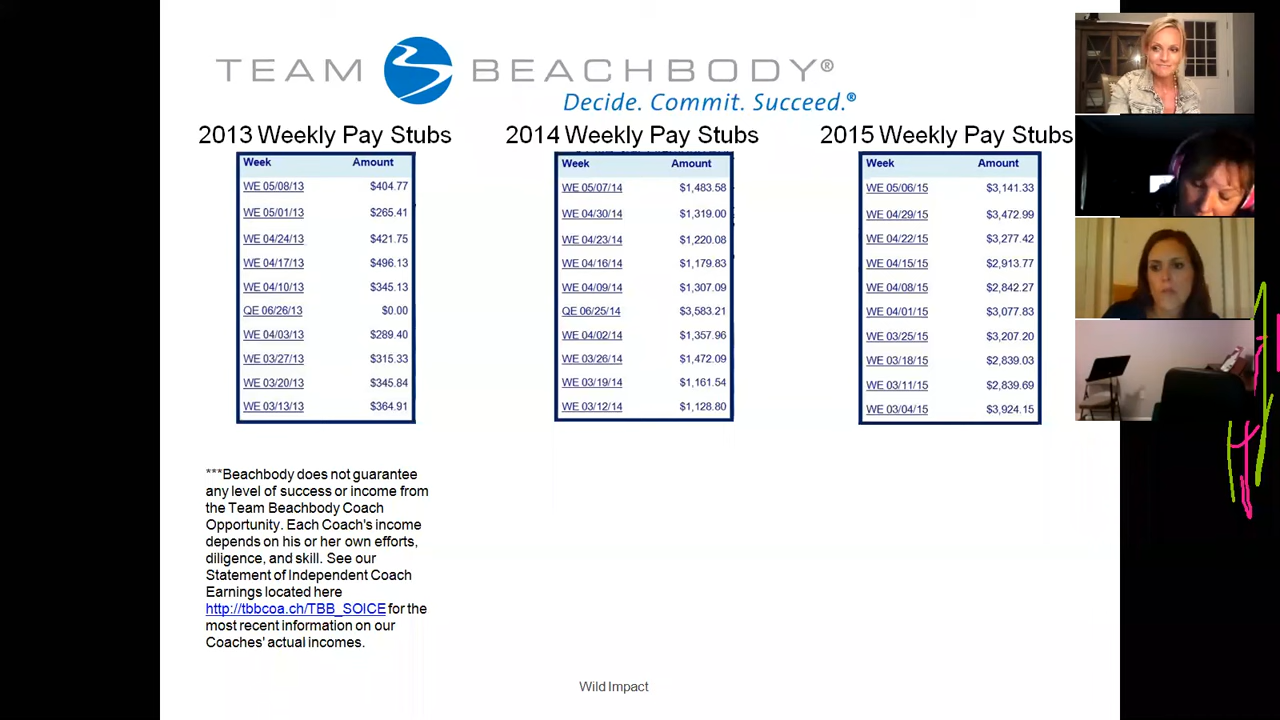 TEAM BEACHBODY®
Decide. Commit. Succeed.®
2013 Weekly Pay Stubs
Week Amount
WE 05/08/13 $404.77
WE 05/01/13 $265.41
WE 04/24/13 $421.75
WE 04/17/13 $496.13
WE 04/10/13 $345.13
QE 06/26/13 $0.00
WE 04/03/13 $289.40
WE 03/27/13 $315.33
WE 03/20/13 $345.84
WE 03/13/13 $364.91
2014 Weekly Pay Stubs
Week Amount
WE 05/07/14 $1,483.58
WE 04/30/14 $1,319.00
WE 04/23/14 $1,220.08
WE 04/16/14 $1,179.83
WE 04/09/14 $1,307.09
QE 06/25/14 $3,583.21
WE 04/02/14 $1,357.96
WE 03/26/14 $1,472.09
WE 03/19/14 $1,161.54
WE 03/12/14 $1,128.80
2015 Weekly Pay Stubs
Week Amount
WE 05/06/15 $3,141.33
WE 04/29/15 $3,472.99
WE 04/22/15 $3,277.42
WE 04/15/15 $2,913.77
WE 04/08/15 $2,842.27
WE 04/01/15 $3,077.83
WE 03/25/15 $3,207.20
WE 03/18/15 $2,839.03
WE 03/11/15 $2,839.69
WE 03/04/15 $3,924.15
***Beachbody does not guarantee
any level of success or income from
the Team Beachbody Coach
Opportunity. Each Coach's income
depends on his or her own efforts,
diligence, and skill. See our
Statement of Independent Coach
Earnings located here
http://tbbcoa.ch/TBB_SOICE for the
most recent information on our
Coaches' actual incomes.
Wild Impact